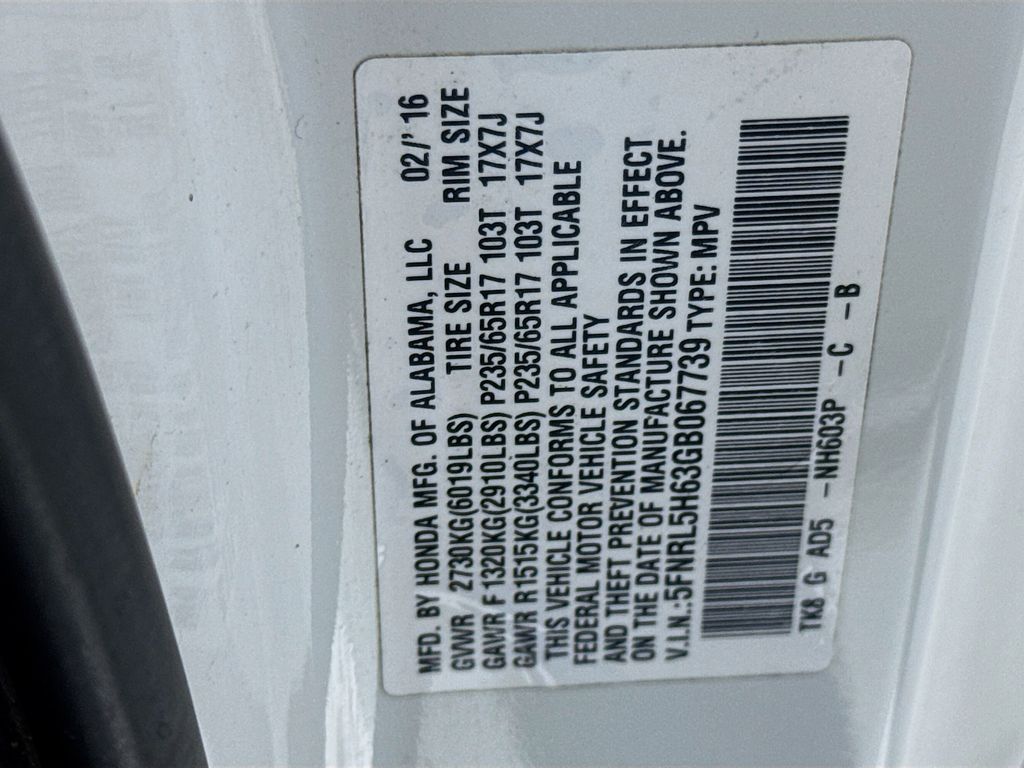 MFD. BY HONDA MFG. OF ALABAMA, LLC 02/'16
GVWR 2730KG(6019LBS) TIRE SIZE RIM SIZE
GAWR F1320KG(2910LBS) P235/65R17 103T 17X7J
GAWR R1515KG(3340LBS) P235/65R17 103T 17X7J
THIS VEHICLE CONFORMS TO ALL APPLICABLE
FEDERAL MOTOR VEHICLE SAFETY
AND THEFT PREVENTION STANDARDS IN EFFECT
ON THE DATE OF MANUFACTURE SHOWN ABOVE.
V.I.N.:5FNRL5H63GB067739 TYPE: MPV
TK8 G AD5 -NH603P -C -B